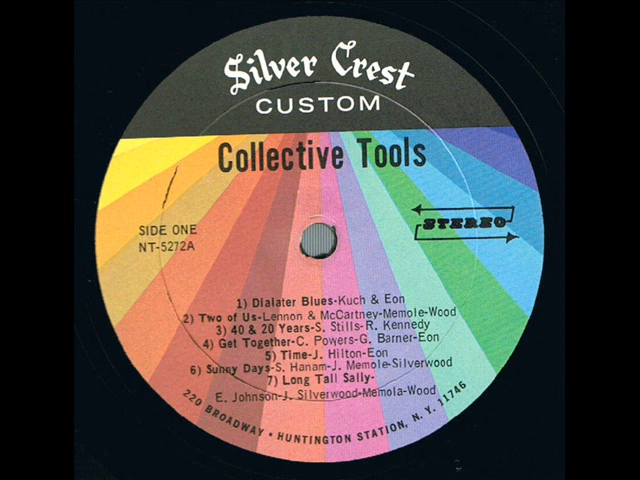 Silver Crest
CUSTOM
Collective Tools
SIDE ONE
NT-5272A
STEREO
1) Dialater Blues-Kuch & Eon
2) Two of Us-Lennon & McCartney-Memole-Wood
3) 40 & 20 Years-S. Stills-R. Kennedy
4) Get Together-C. Powers-G. Barner-Eon
5) Time-J. Hilton-Eon
6) Sunny Days-S. Hanam-J. Memole-Silverwood
7) Long Tall Sally-
E. Johnson-J. Silverwood-Memola-Wood
220 BROADWAY • HUNTINGTON STATION, N. Y. 11746